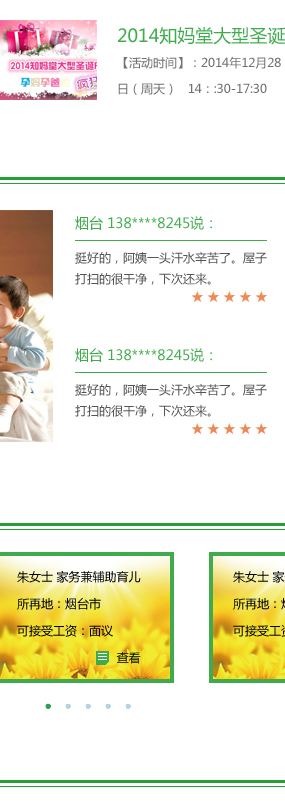 2014知妈堂大型圣诞
2014知妈堂大型圣诞
孕妈孕爸
疯抢
【活动时间】：2014年12月28
日（周天） 14：:30-17:30
烟台 138****8245说：
挺好的，阿姨一头汗水辛苦了。屋子
打扫的很干净，下次还来。
★ ★ ★ ★ ★
烟台 138****8245说：
挺好的，阿姨一头汗水辛苦了。屋子
打扫的很干净，下次还来。
★ ★ ★ ★ ★
朱女士 家务兼辅助育儿
所再地：烟台市
可接受工资：面议
查看
朱女士 家
所再地：
可接受工资